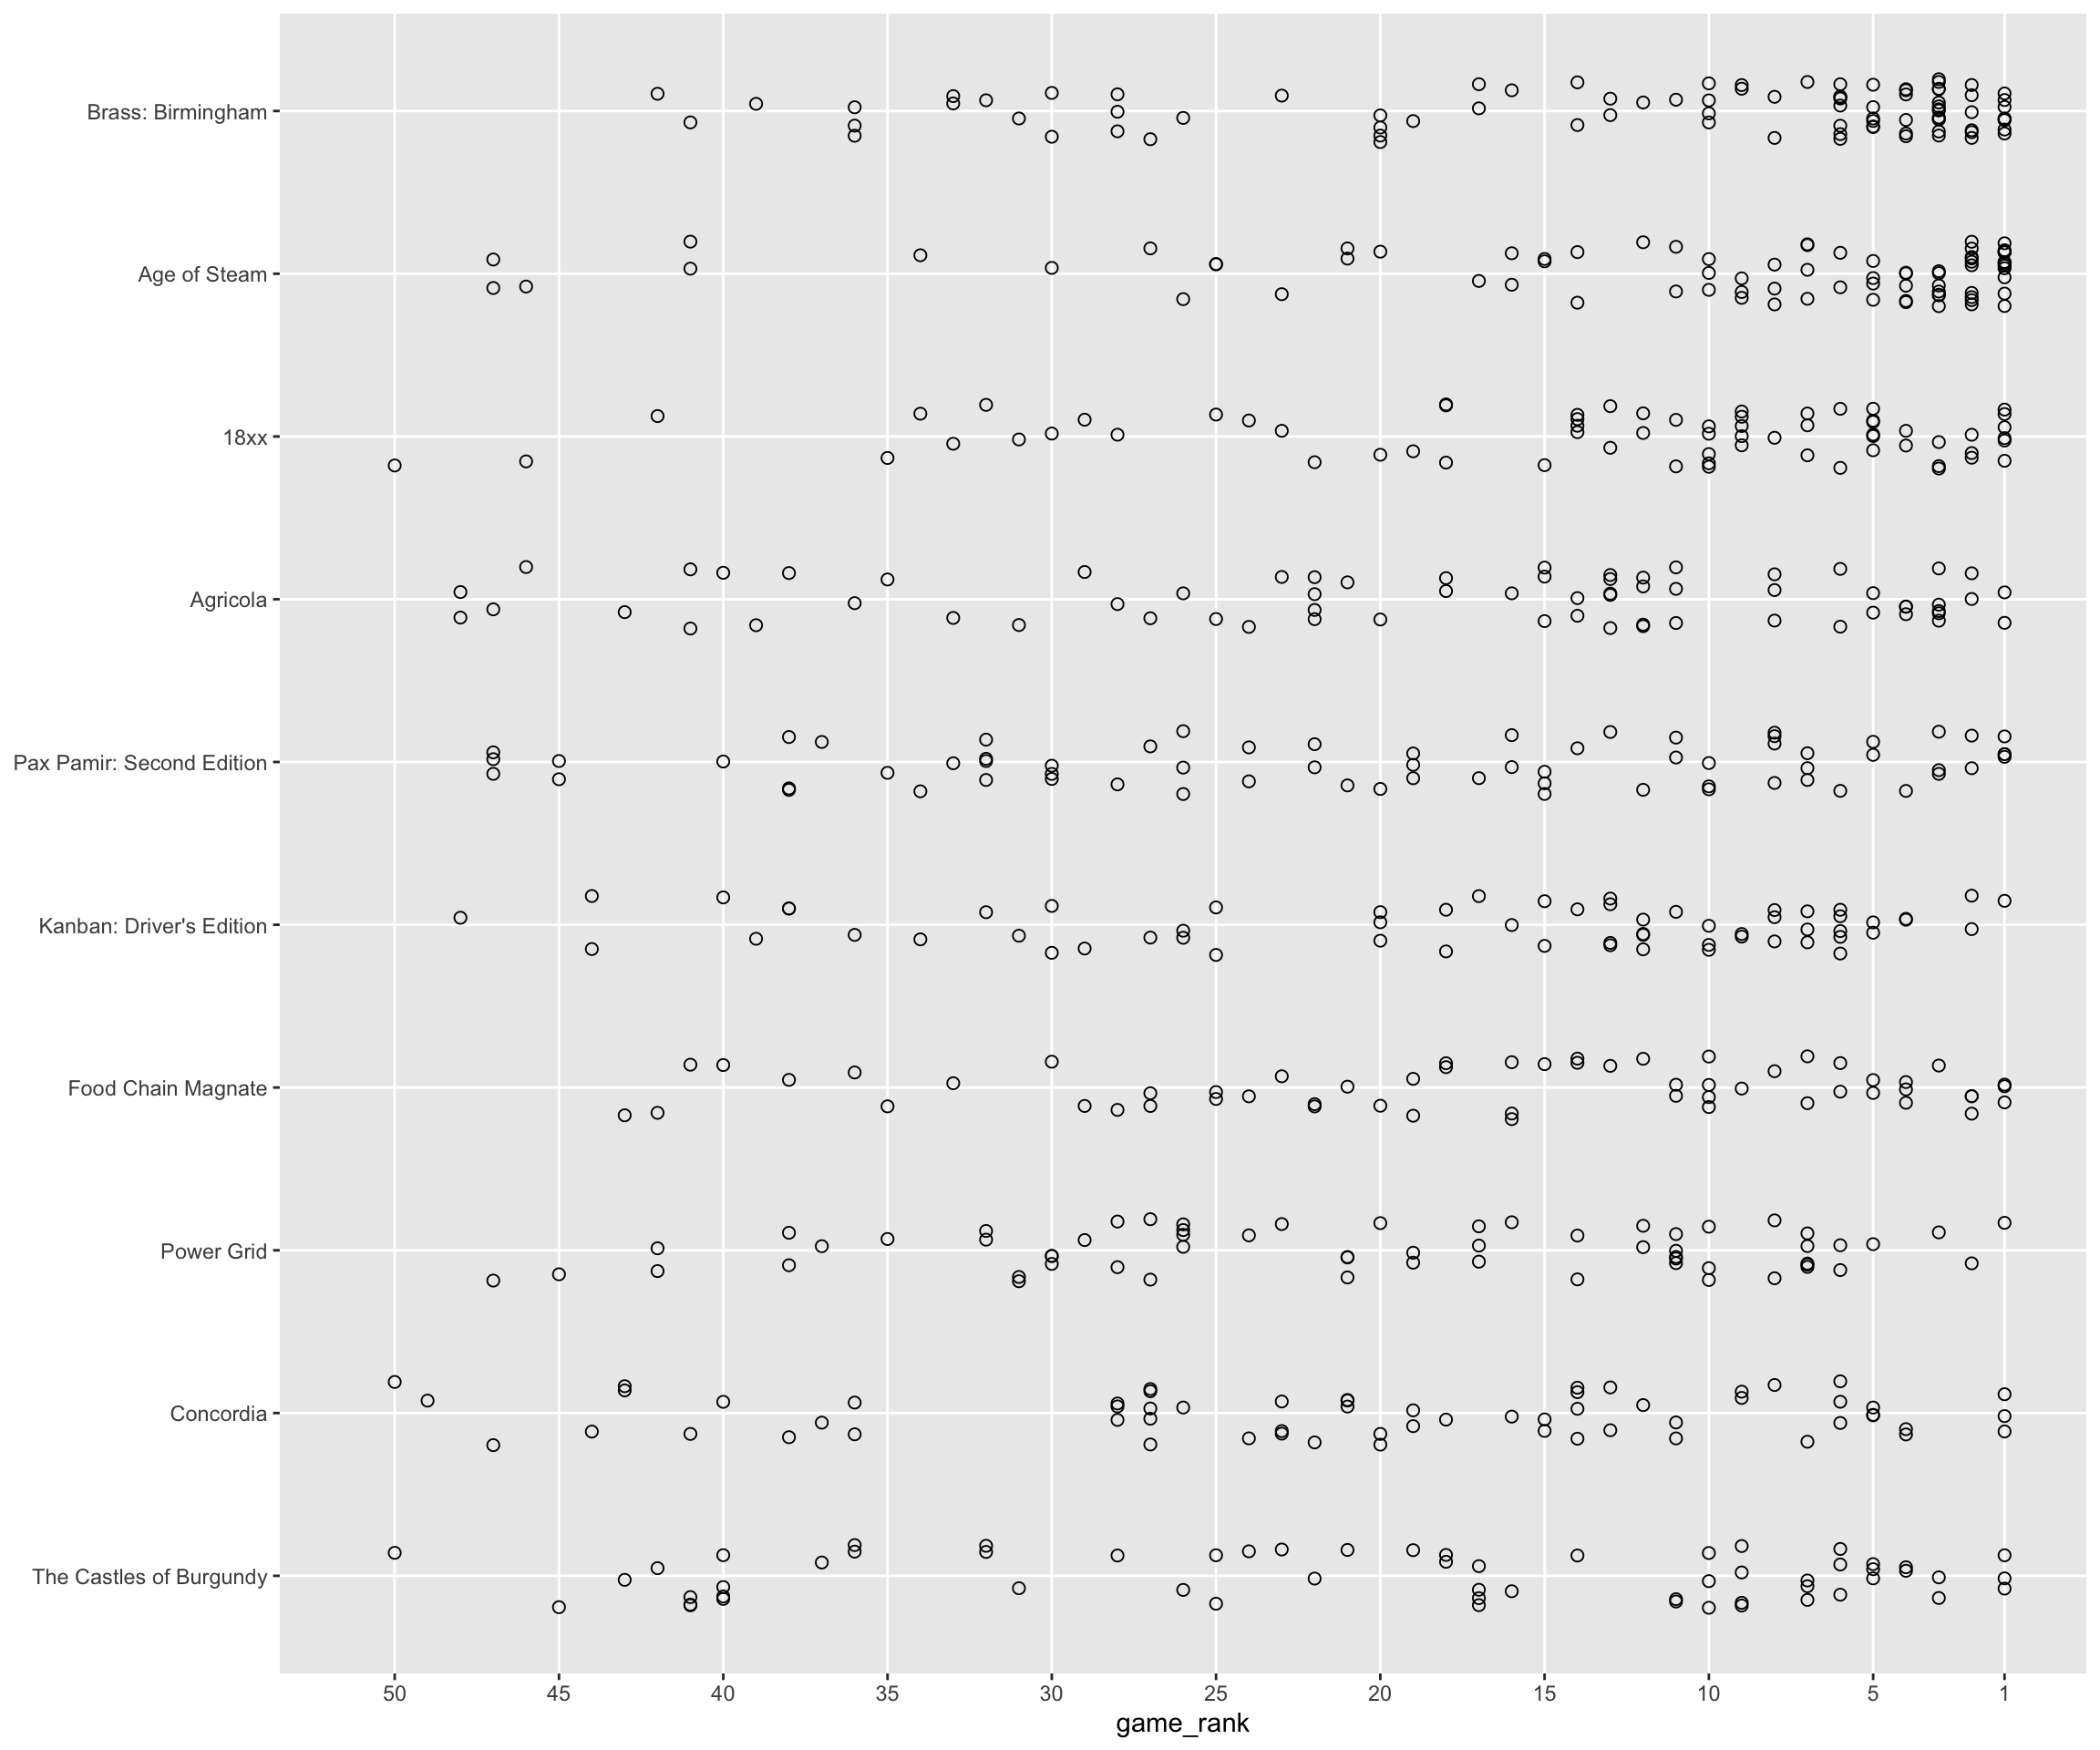 Brass: Birmingham
Age of Steam
18xx
Agricola
Pax Pamir: Second Edition
Kanban: Driver's Edition
Food Chain Magnate
Power Grid
Concordia
The Castles of Burgundy
50 45 40 35 30 25 20 15 10 5 1
game_rank